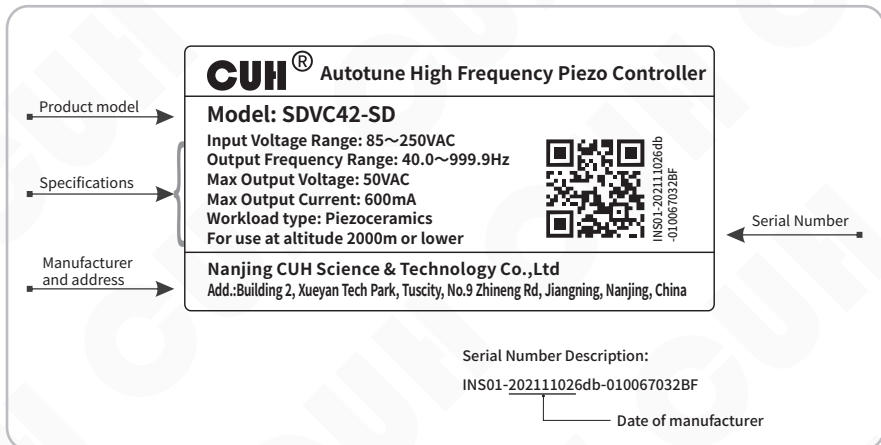 CUH® Autotune High Frequency Piezo Controller
Product model
Model: SDVC42-SD
Specifications
Input Voltage Range: 85～250VAC
Output Frequency Range: 40.0～999.9Hz
Max Output Voltage: 50VAC
Max Output Current: 600mA
Workload type: Piezoceramics
For use at altitude 2000m or lower
INS01-202111026db
-010067032BF
Serial Number
Manufacturer
and address
Nanjing CUH Science & Technology Co.,Ltd
Add.:Building 2, Xueyan Tech Park, Tuscity, No.9 Zhineng Rd, Jiangning, Nanjing, China
Serial Number Description:
INS01-202111026db-010067032BF
Date of manufacturer